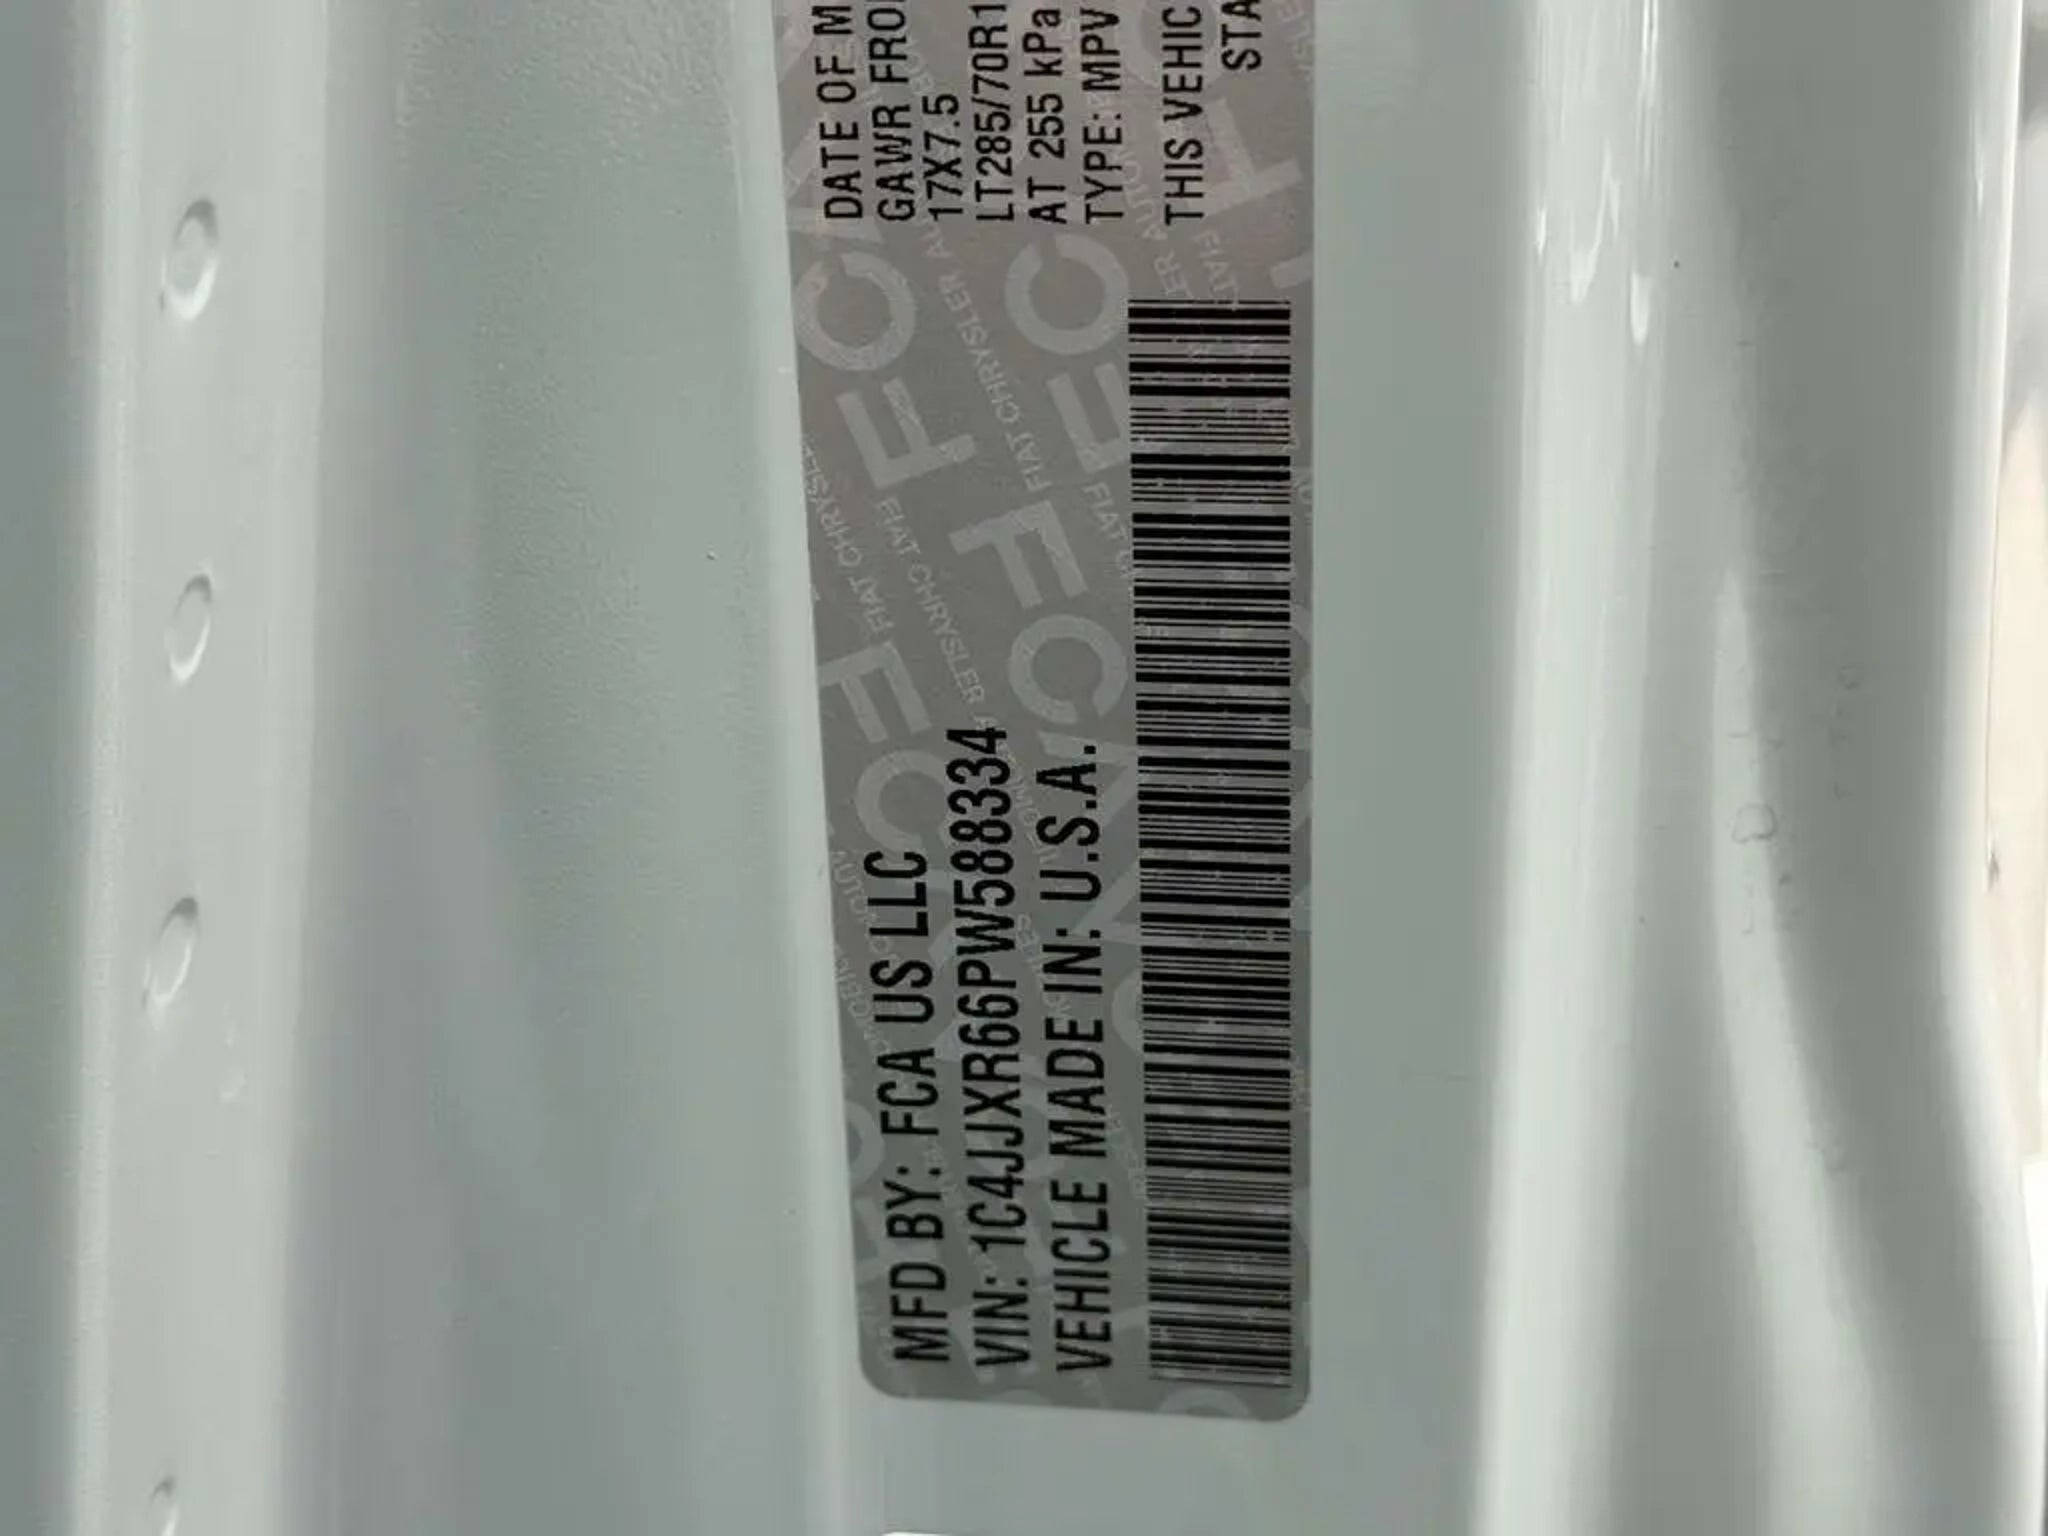 MFD BY: FCA US LLC
VIN: 1C4JJXR66PW588334
VEHICLE MADE IN: U.S.A.
DATE OF M
GAWR FRO
17X7.5
LT285/70R1
AT 255 kPa
TYPE: MPV
THIS VEHIC
STA